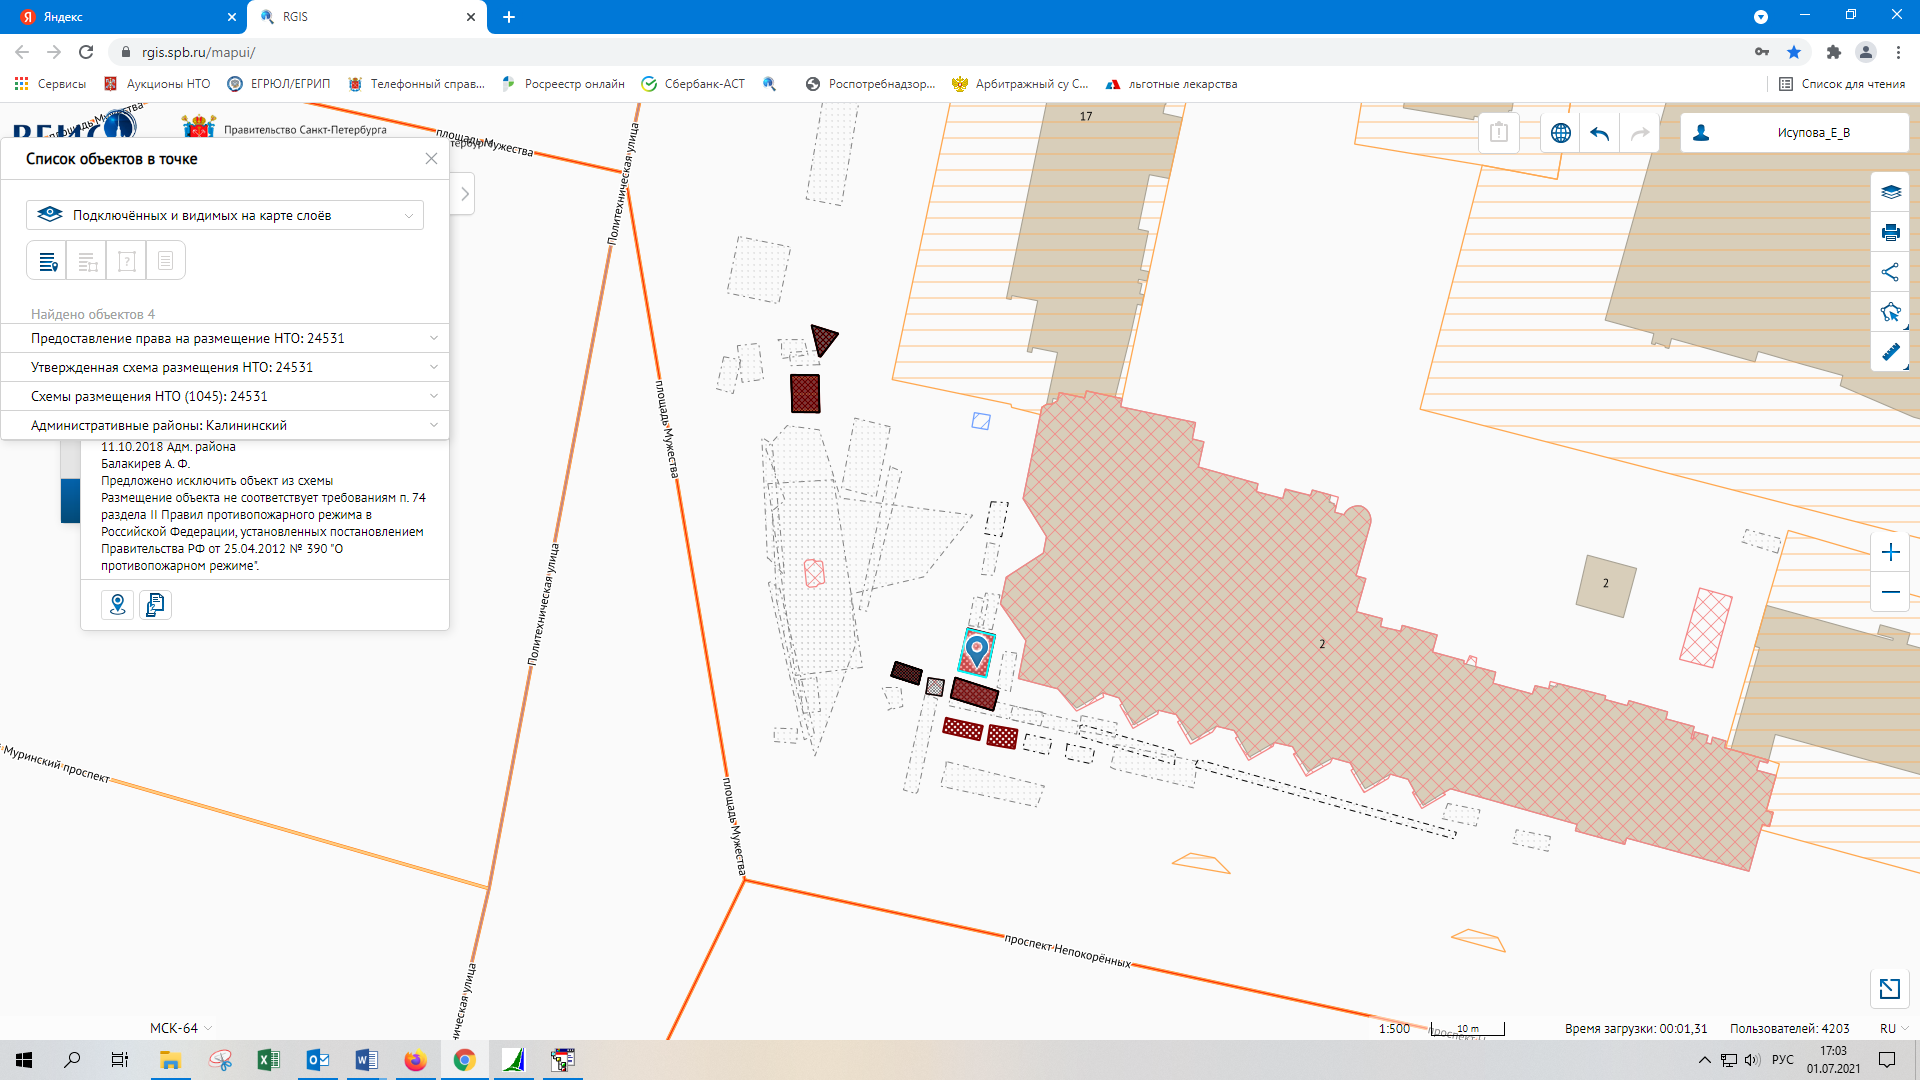 Яндекс
RGIS
rgis.spb.ru/mapui/
Сервисы
Аукционы НТО
ЕГРЮЛ/ЕГРИП
Телефонный справ...
Росреестр онлайн
Сбербанк-АСТ
Роспотребнадзор...
Арбитражный су С...
льготные лекарства
Список для чтения
площадь Мужества
Правительство Санкт-Петербурга
площадь Мужества
Политехническая улица
17
Исупова_Е_В
Список объектов в точке
Подключённых и видимых на карте слоёв
Найдено объектов 4
Предоставление права на размещение НТО: 24531
Утвержденная схема размещения НТО: 24531
Схемы размещения НТО (1045): 24531
Административные районы: Калининский
11.10.2018 Адм. района
Балакирев А. Ф.
Предложено исключить объект из схемы
Размещение объекта не соответствует требованиям п. 74
раздела II Правил противопожарного режима в
Российской Федерации, установленных постановлением
Правительства РФ от 25.04.2012 № 390 "О
противопожарном режиме".
площадь Мужества
Политехническая улица
2
2
Муринский проспект
площадь Мужества
проспект Непокорённых
ническая улица
МСК-64
1:500
10 m
Время загрузки: 00:01,31
Пользователей: 4203
RU
РУС
17:03
01.07.2021